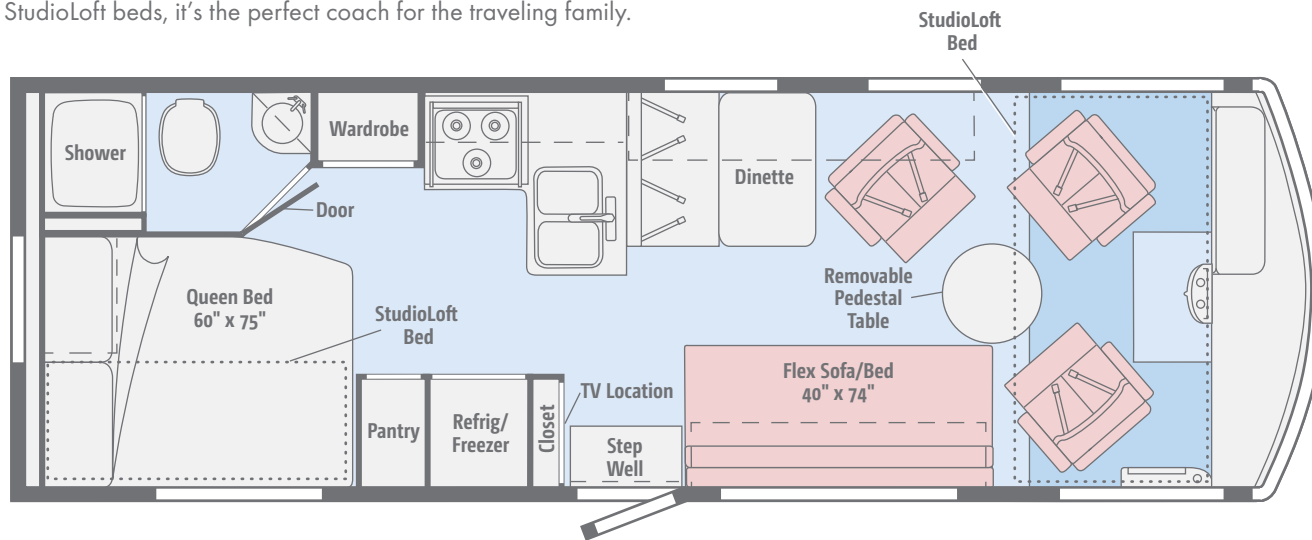 StudioLoft beds, it’s the perfect coach for the traveling family.
StudioLoft
Bed
Shower
Wardrobe
Door
Dinette
Queen Bed
60" x 75"
StudioLoft
Bed
Removable
Pedestal
Table
Flex Sofa/Bed
40" x 74"
Pantry
Refrig/
Freezer
Closet
TV Location
Step
Well